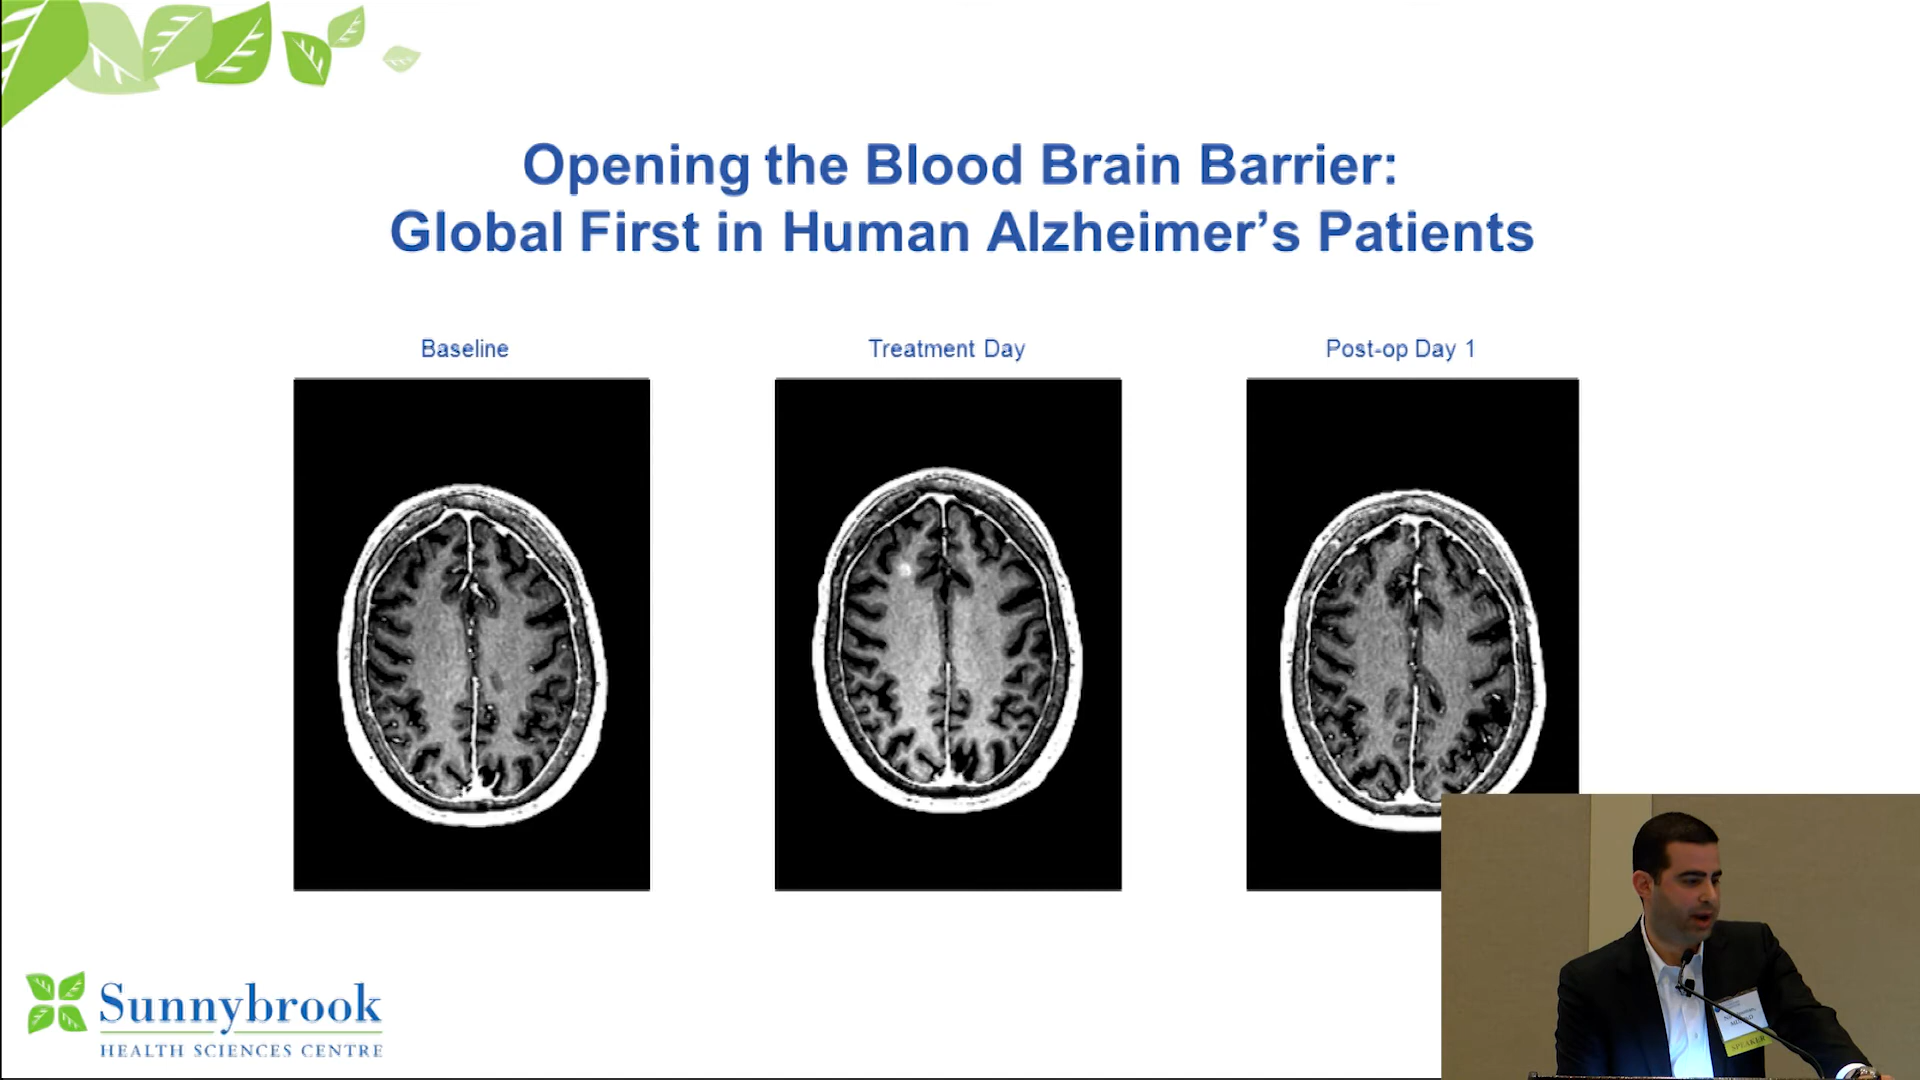 Opening the Blood Brain Barrier:
Global First in Human Alzheimer’s Patients
Baseline
Treatment Day
Post-op Day 1
Sunnybrook
HEALTH SCIENCES CENTRE
SPEAKER